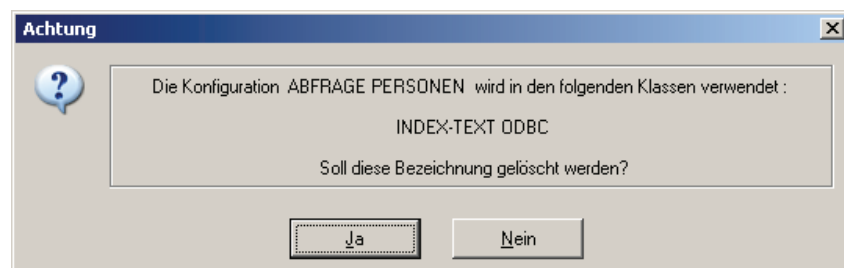 Achtung
Die Konfiguration ABFRAGE PERSONEN wird in den folgenden Klassen verwendet :
INDEX-TEXT ODBC
Soll diese Bezeichnung gelöscht werden?
Ja Nein